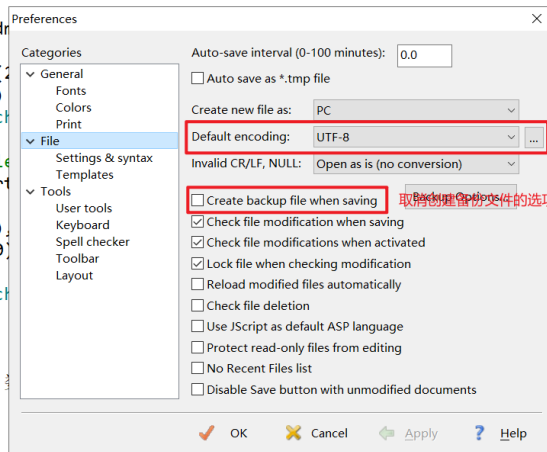 Preferences
Categories
General
Fonts
Colors
Print
File
Settings & syntax
Templates
Tools
User tools
Keyboard
Spell checker
Toolbar
Layout
Auto-save interval (0-100 minutes): 0.0
Auto save as *.tmp file
Create new file as: PC
Default encoding: UTF-8 ...
Invalid CR/LF, NULL: Open as is (no conversion)
Create backup file when saving Backup Options... 取消创建备份文件的选项
Check file modification when saving
Check file modifications when activated
Lock file when checking modification
Reload modified files automatically
Check file deletion
Use JScript as default ASP language
Protect read-only files from editing
No Recent Files list
Disable Save button with unmodified documents
OK Cancel Apply Help